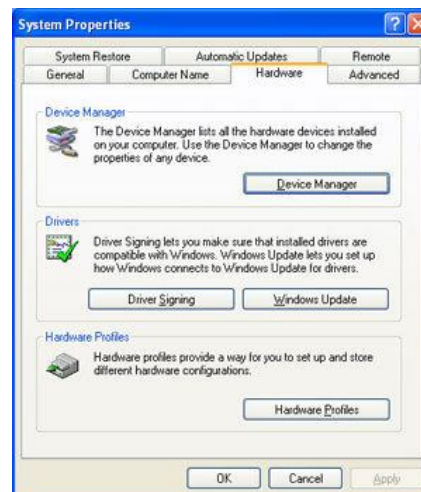 System Properties
System Restore Automatic Updates Remote
General Computer Name Hardware Advanced
Device Manager
The Device Manager lists all the hardware devices installed
on your computer. Use the Device Manager to change the
properties of any device.
Device Manager
Drivers
Driver Signing lets you make sure that installed drivers are
compatible with Windows. Windows Update lets you set up
how Windows connects to Windows Update for drivers.
Driver Signing Windows Update
Hardware Profiles
Hardware profiles provide a way for you to set up and store
different hardware configurations.
Hardware Profiles
OK Cancel Apply